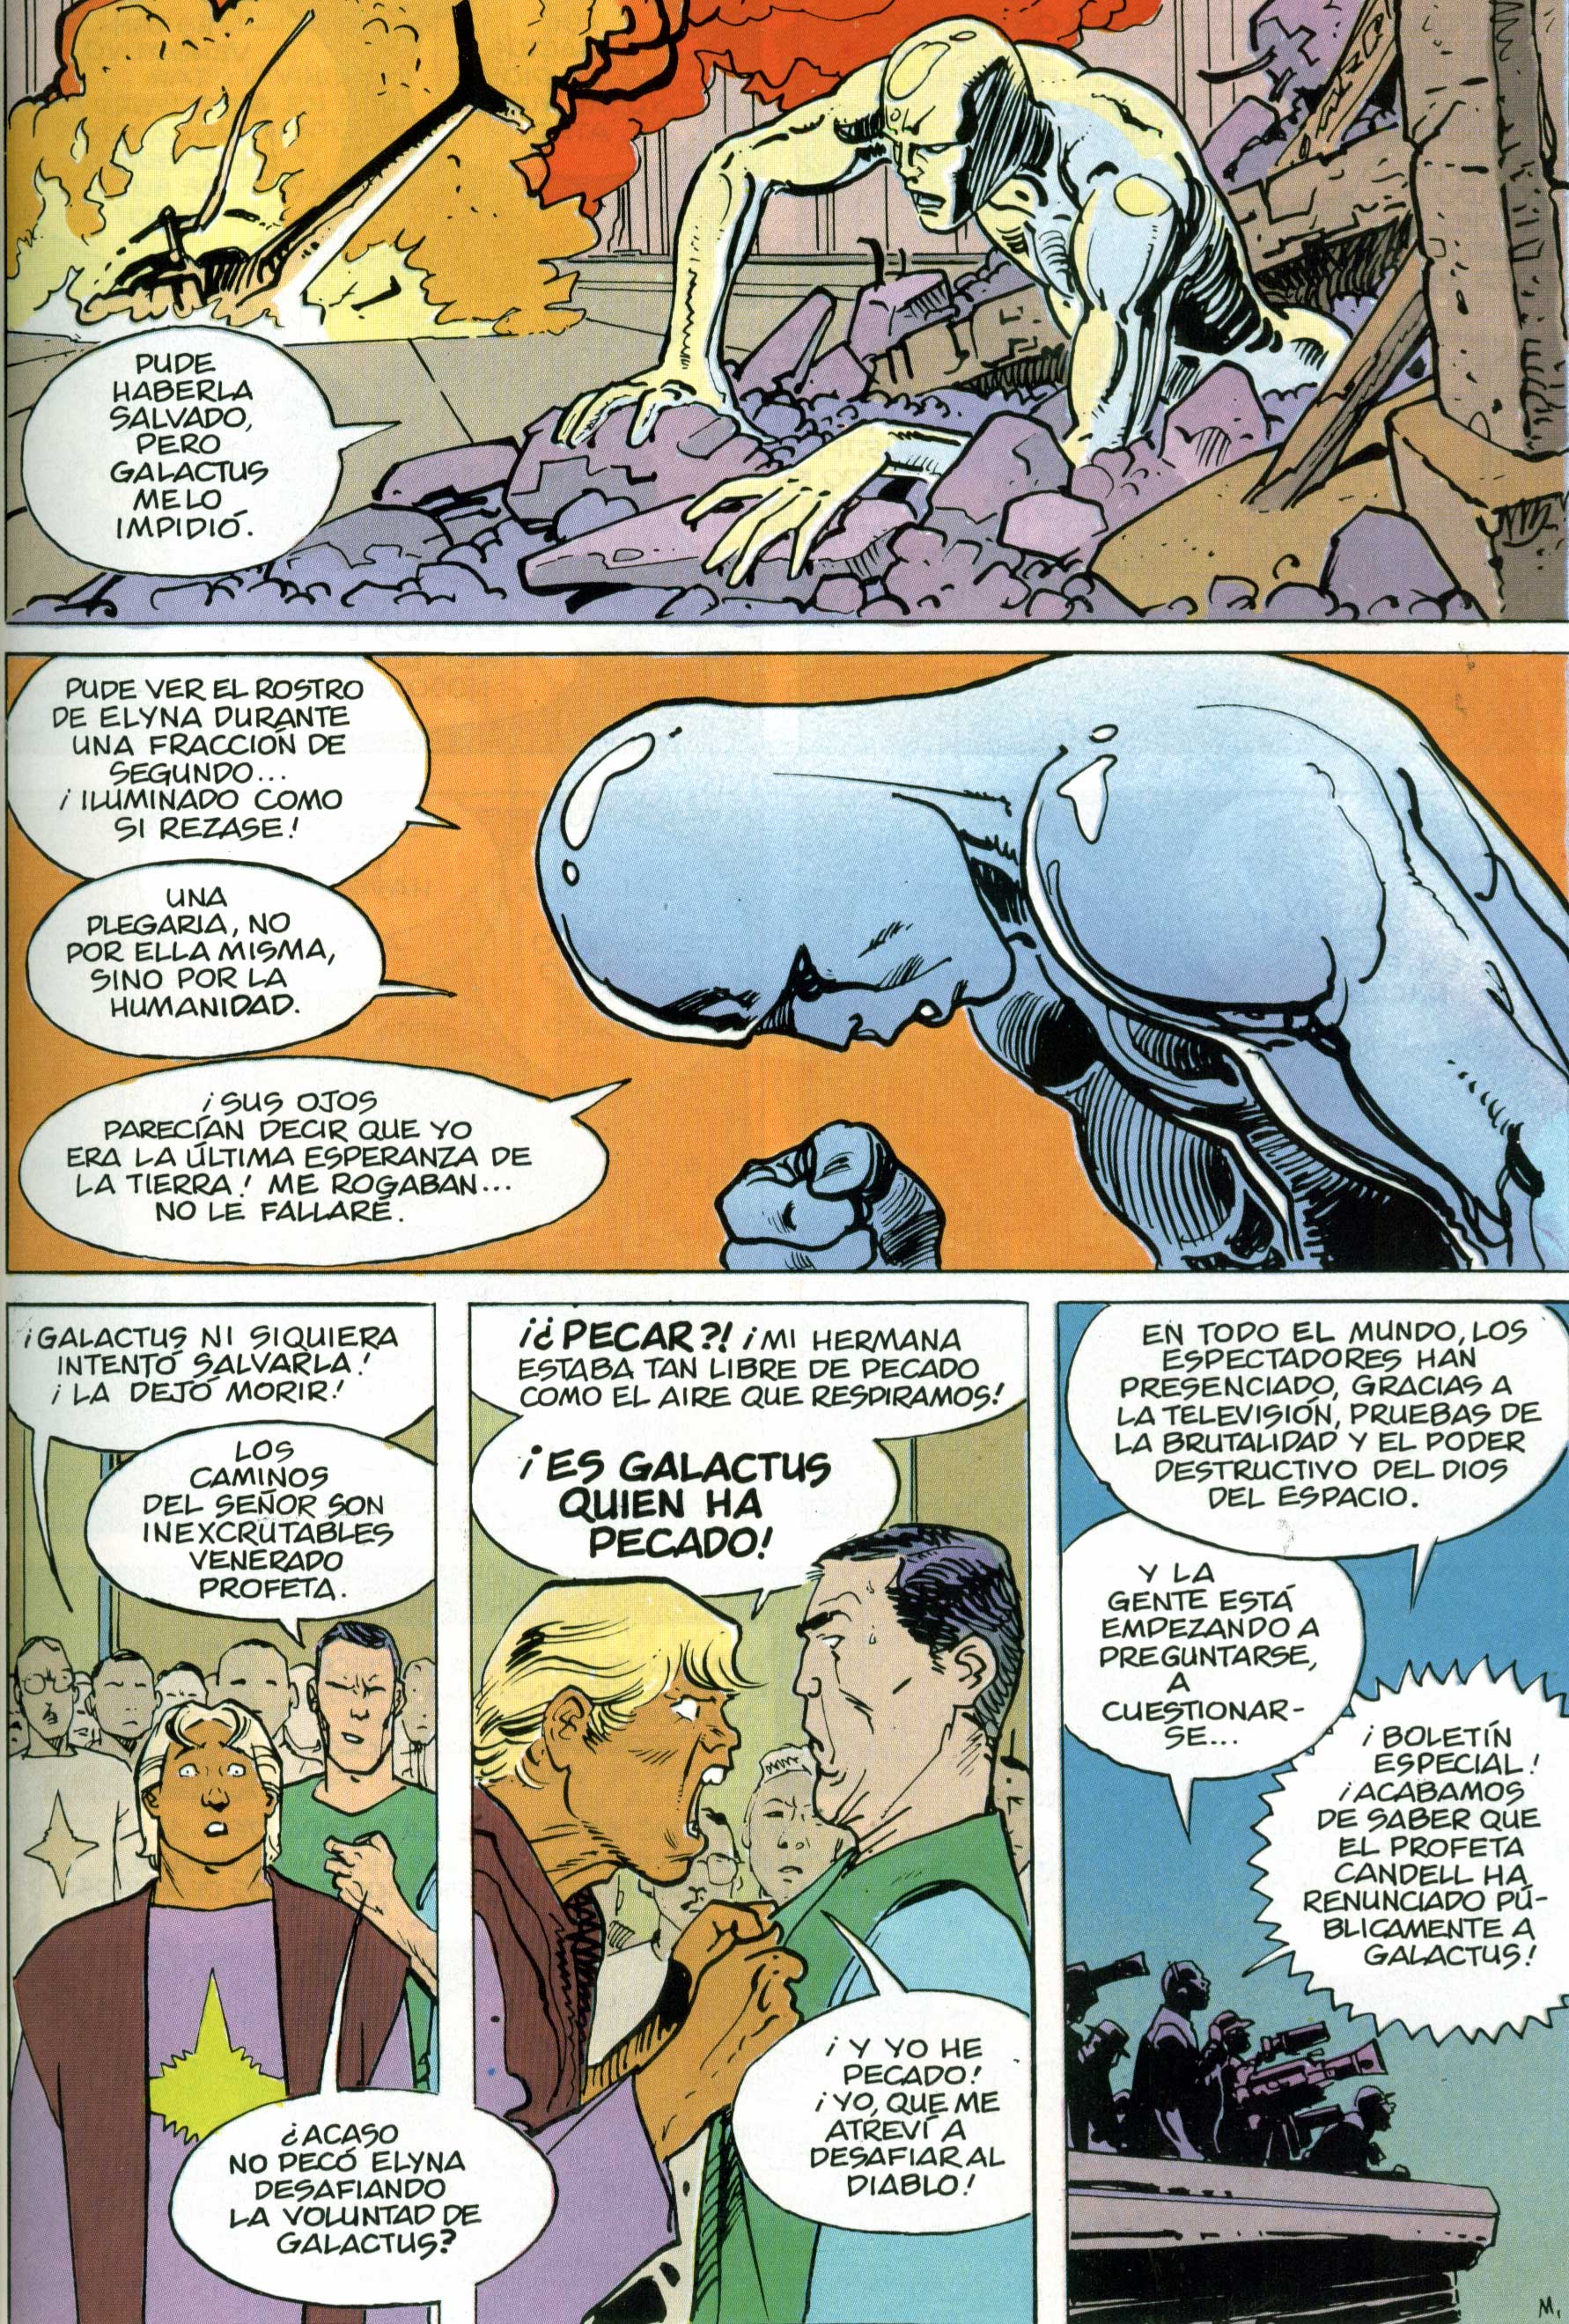 PUDE
HABERLA
SALVADO,
PERO
GALACTUS
ME LO
IMPIDIÓ.
PUDE VER EL ROSTRO
DE ELYNA DURANTE
UNA FRACCIÓN DE
SEGUNDO...
¡ILUMINADO COMO
SI REZASE!
UNA
PLEGARIA, NO
POR ELLA MISMA,
SINO POR LA
HUMANIDAD.
¡SUS OJOS
PARECÍAN DECIR QUE YO
ERA LA ÚLTIMA ESPERANZA DE
LA TIERRA! ME ROGABAN...
NO LE FALLARÉ.
¡GALACTUS NI SIQUIERA
INTENTÓ SALVARLA!
¡LA DEJÓ MORIR!
LOS
CAMINOS
DEL SEÑOR SON
INEXCRUTABLES
VENERADO
PROFETA.
¿ACASO
NO PECÓ ELYNA
DESAFIANDO
LA VOLUNTAD DE
GALACTUS?
¡¿PECAR?! ¡MI HERMANA
ESTABA TAN LIBRE DE PECADO
COMO EL AIRE QUE RESPIRAMOS!
¡ES GALACTUS
QUIEN HA
PECADO!
¡Y YO HE
PECADO!
¡YO, QUE ME
ATREVÍ A
DESAFIAR AL
DIABLO!
EN TODO EL MUNDO, LOS
ESPECTADORES HAN
PRESENCIADO, GRACIAS A
LA TELEVISIÓN, PRUEBAS DE
LA BRUTALIDAD Y EL PODER
DESTRUCTIVO DEL DIOS
DEL ESPACIO.
Y LA
GENTE ESTÁ
EMPEZANDO A
PREGUNTARSE,
A
CUESTIONAR-
SE...
¡BOLETÍN
ESPECIAL!
¡ACABAMOS
DE SABER QUE
EL PROFETA
CANDELL HA
RENUNCIADO PÚ-
BLICAMENTE A
GALACTUS!
M.